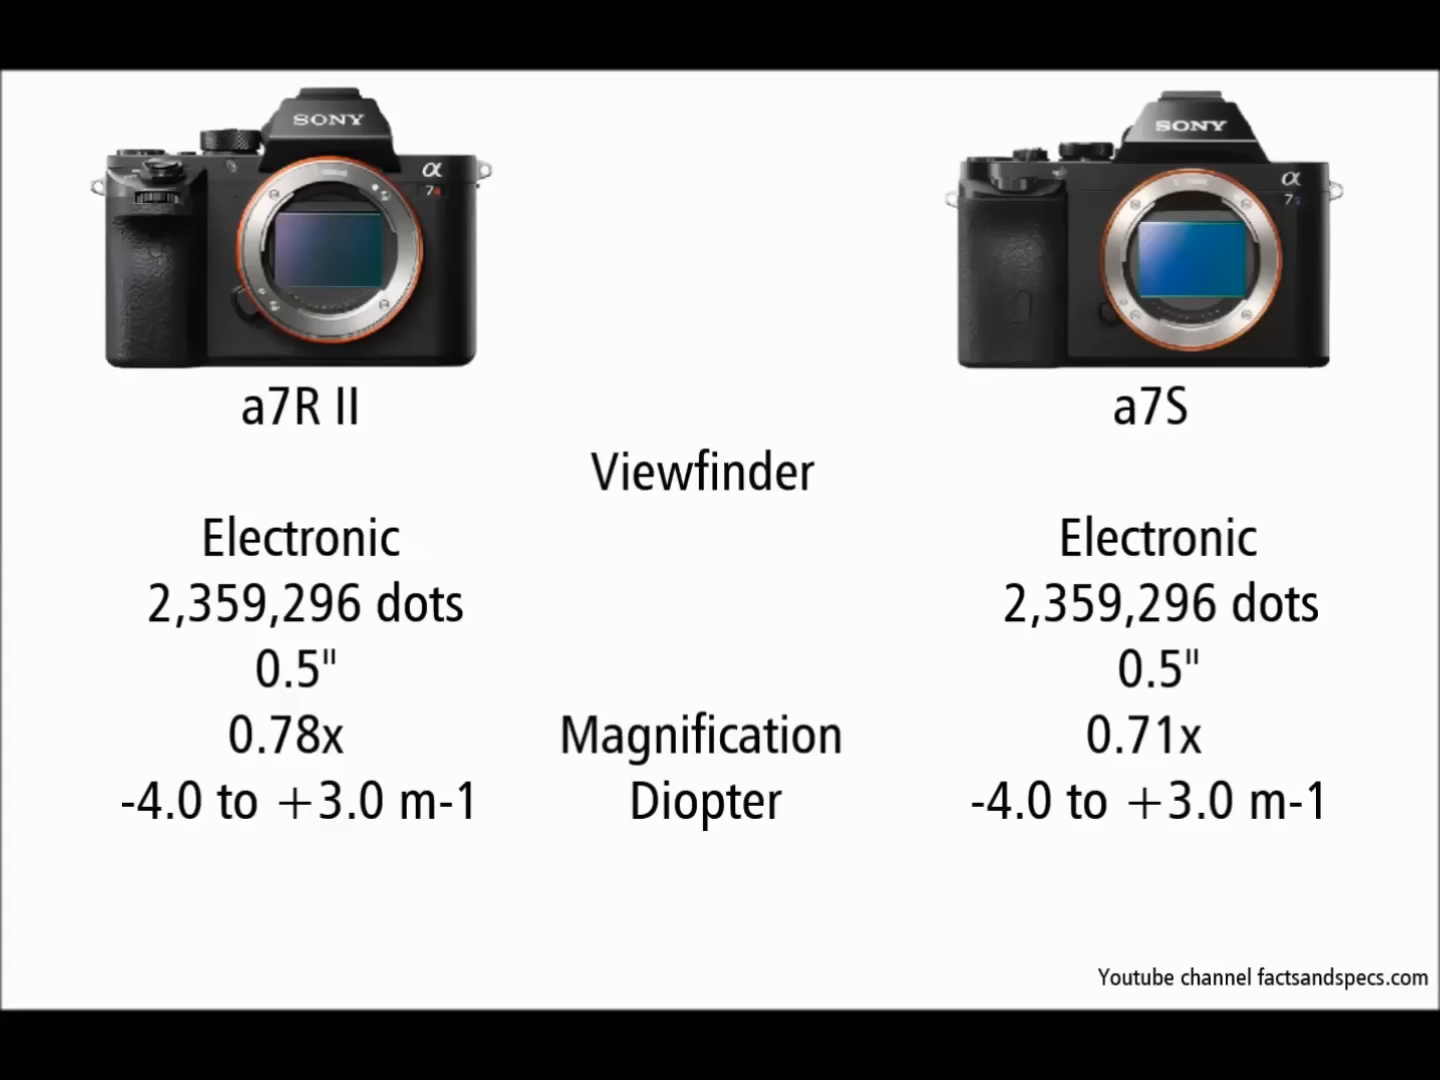 SONY
α
7R
SONY
α
7S
a7R II
a7S
Viewfinder
Electronic
Electronic
2,359,296 dots
2,359,296 dots
0.5"
0.5"
0.78x
Magnification
0.71x
-4.0 to +3.0 m-1
Diopter
-4.0 to +3.0 m-1
Youtube channel factsandspecs.com